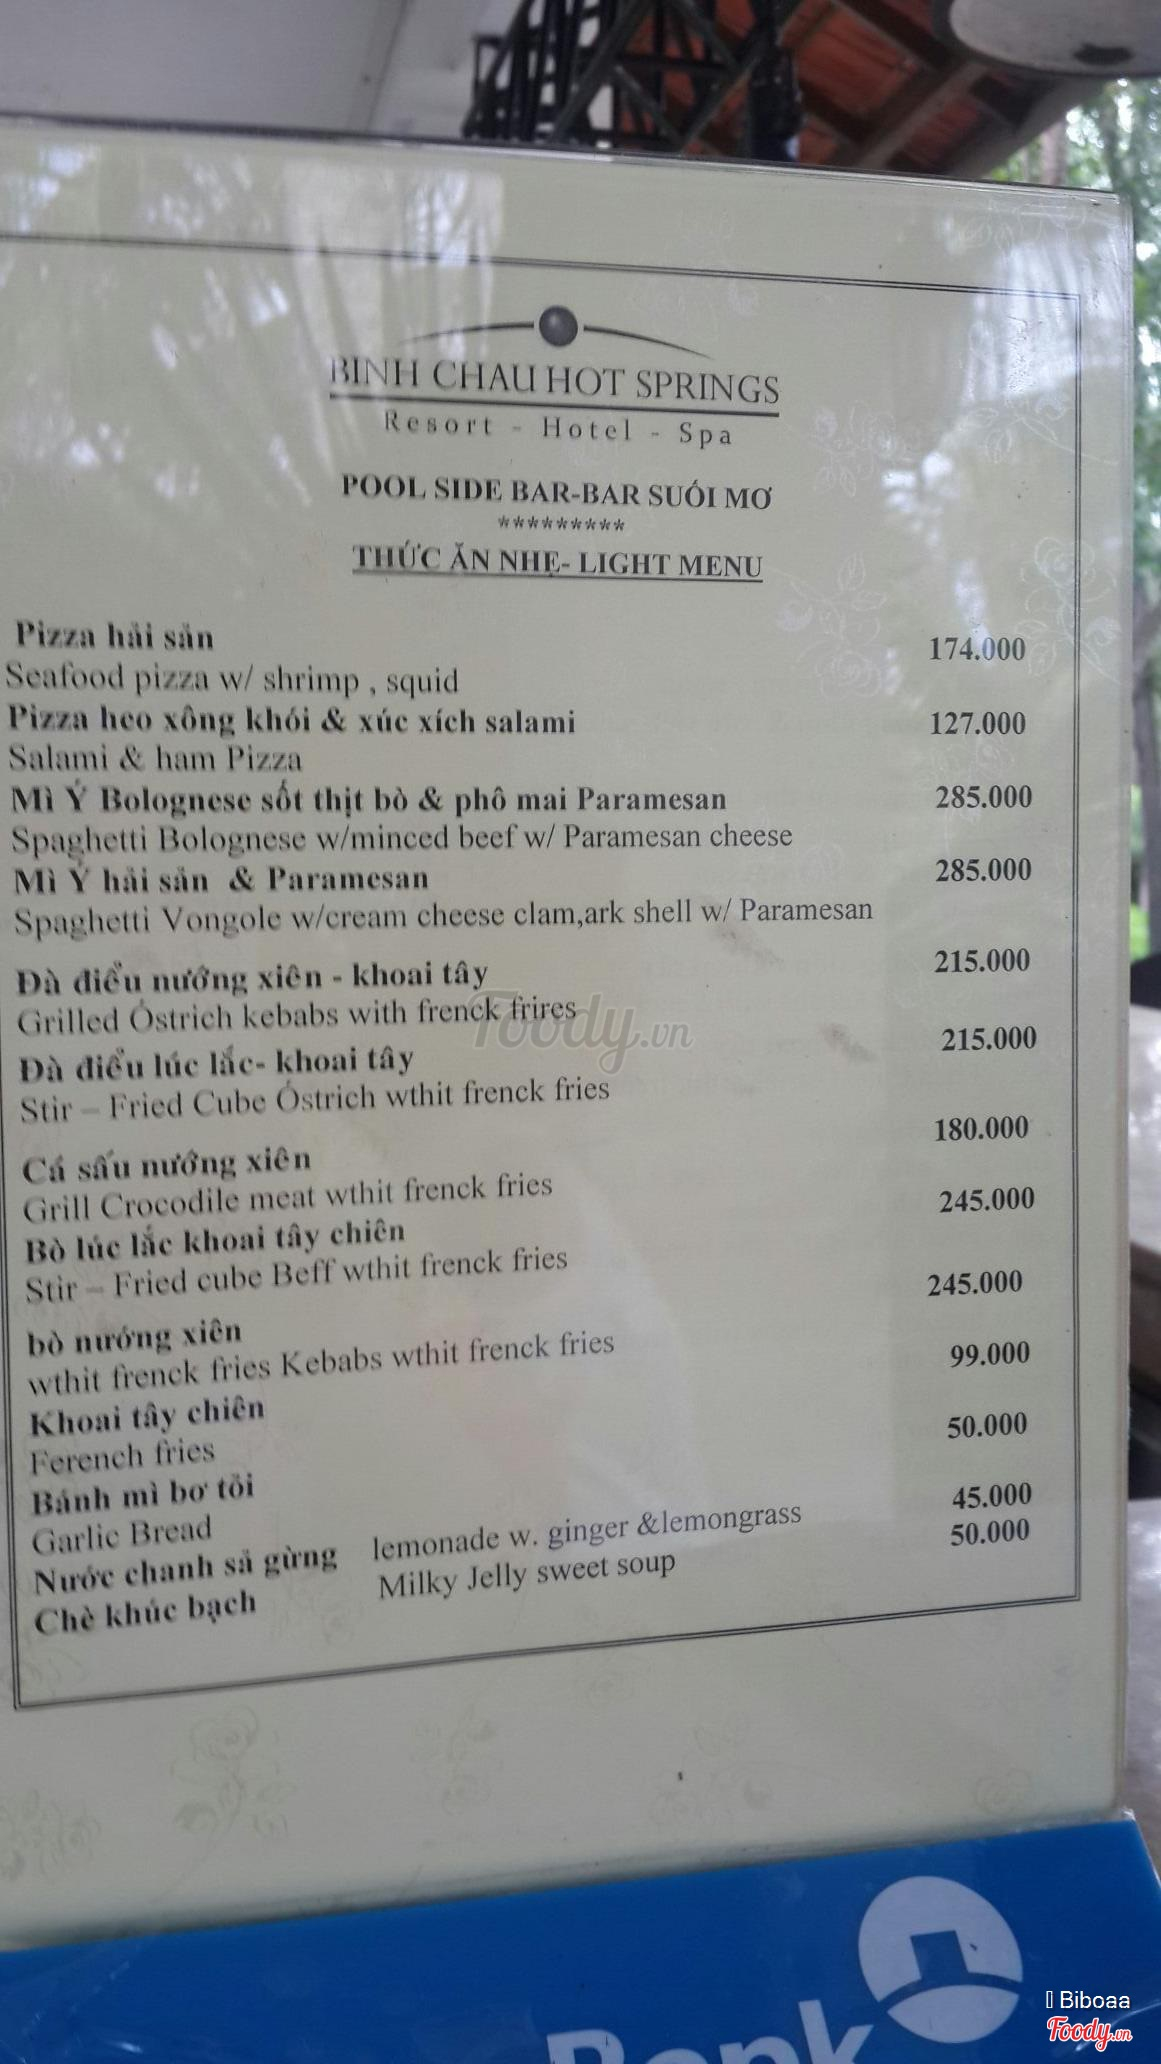 BINH CHAU HOT SPRINGS
Resort - Hotel - Spa
POOL SIDE BAR-BAR SUỐI MƠ
*********
THỨC ĂN NHẸ- LIGHT MENU
Pizza hải sản 174.000
Seafood pizza w/ shrimp , squid
Pizza heo xông khói & xúc xích salami 127.000
Salami & ham Pizza
Mì Ý Bolognese sốt thịt bò & phô mai Paramesan 285.000
Spaghetti Bolognese w/minced beef w/ Paramesan cheese
Mì Ý hải sản & Paramesan 285.000
Spaghetti Vongole w/cream cheese clam,ark shell w/ Paramesan
Đà điểu nướng xiên - khoai tây 215.000
Grilled Óstrich kebabs with frenck frires
Đà điểu lúc lắc- khoai tây 215.000
Stir – Fried Cube Óstrich wthit frenck fries
Cá sấu nướng xiên 180.000
Grill Crocodile meat wthit frenck fries
Bò lúc lắc khoai tây chiên 245.000
Stir – Fried cube Beff wthit frenck fries
bò nướng xiên 245.000
wthit frenck fries Kebabs wthit frenck fries
Khoai tây chiên 99.000
Ferench fries
Bánh mì bơ tỏi 50.000
Garlic Bread
Nước chanh sả gừng lemonade w. ginger &lemongrass 45.000
Chè khúc bạch Milky Jelly sweet soup 50.000
Foody.vn
Bank
Biboaa
Foody.vn